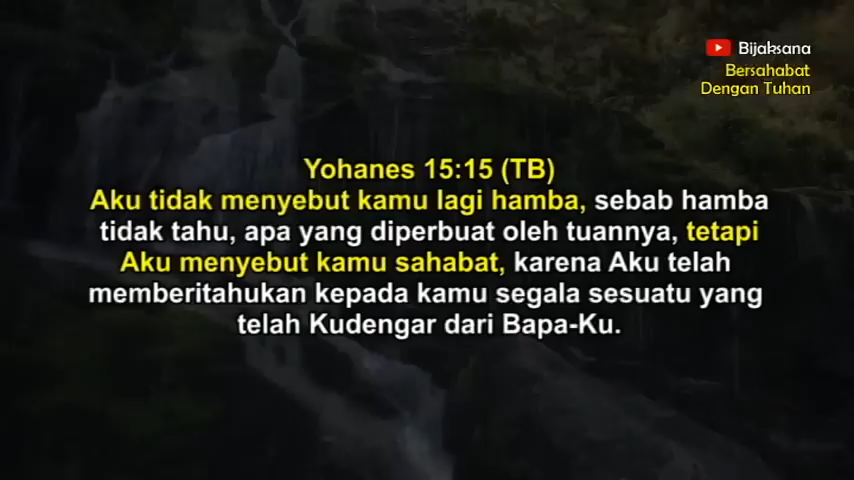 Bijaksana
Bersahabat
Dengan Tuhan
Yohanes 15:15 (TB)
Aku tidak menyebut kamu lagi hamba, sebab hamba
tidak tahu, apa yang diperbuat oleh tuannya, tetapi
Aku menyebut kamu sahabat, karena Aku telah
memberitahukan kepada kamu segala sesuatu yang
telah Kudengar dari Bapa-Ku.